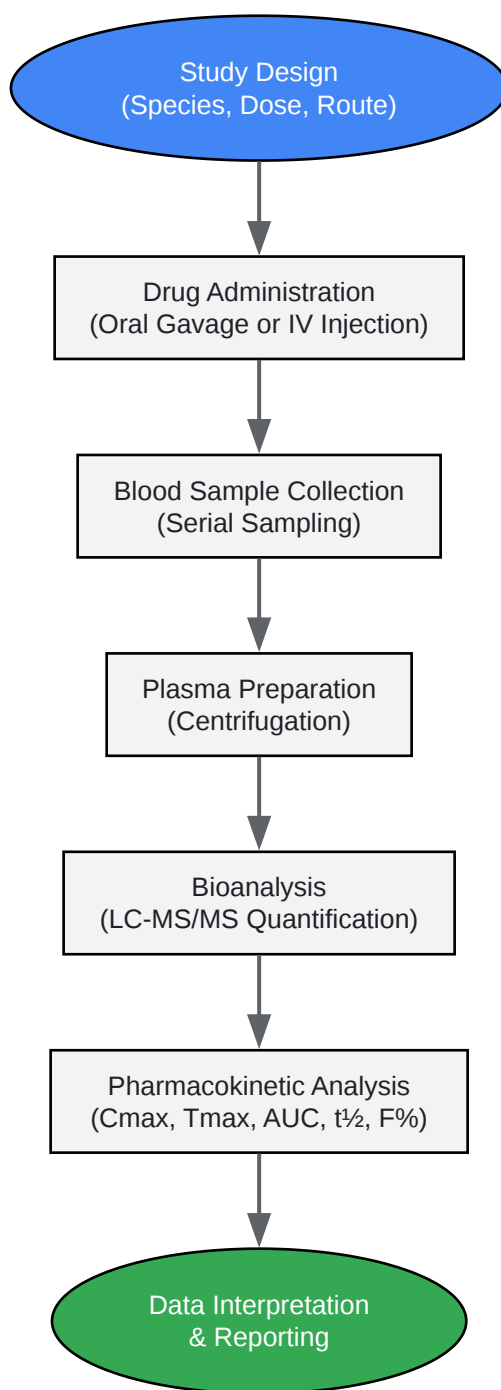 Study Design
(Species, Dose, Route)
Drug Administration
(Oral Gavage or IV Injection)
Blood Sample Collection
(Serial Sampling)
Plasma Preparation
(Centrifugation)
Bioanalysis
(LC-MS/MS Quantification)
Pharmacokinetic Analysis
(Cmax, Tmax, AUC, t½, F%)
Data Interpretation
& Reporting